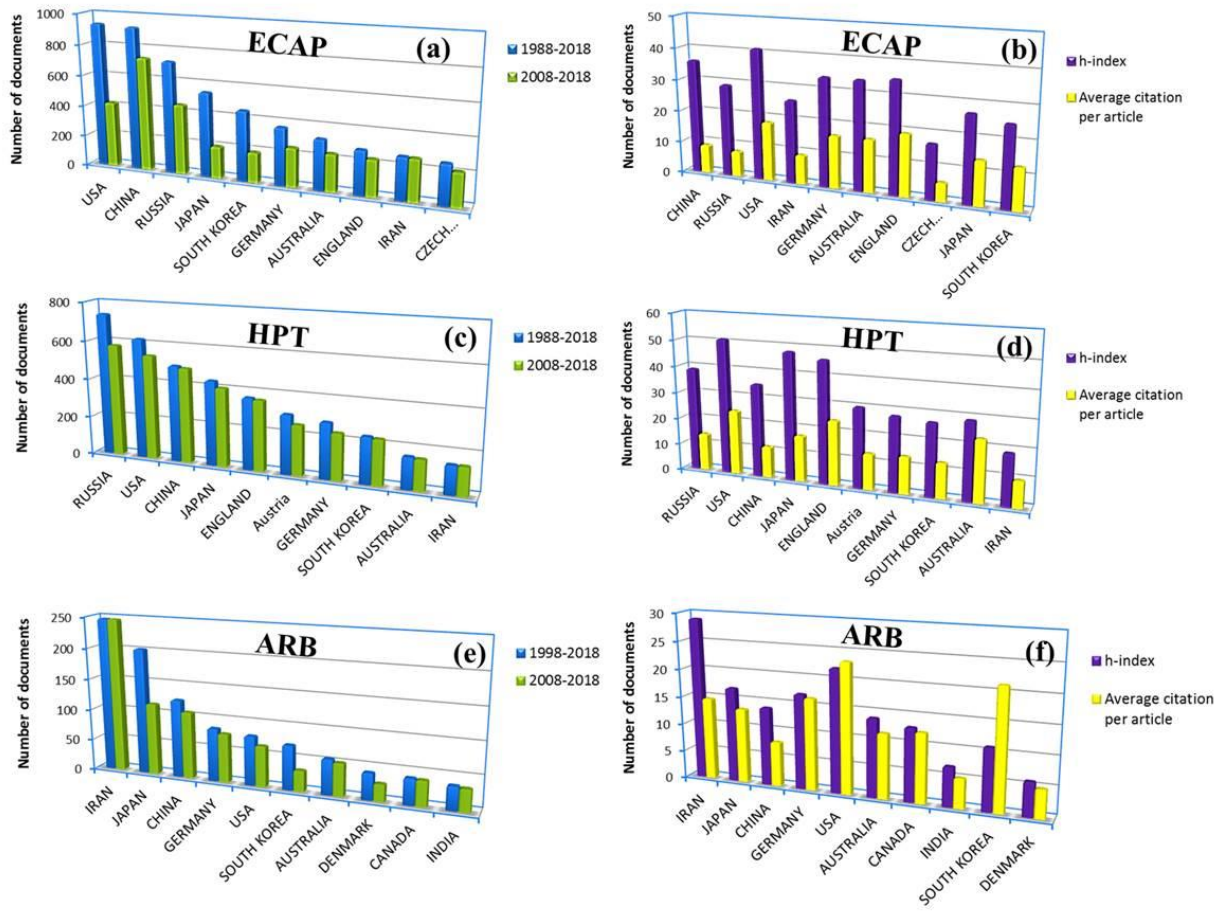 Number of documents
1000
800
600
400
200
0
ECAP
(a)
1988-2018
2008-2018
USA
CHINA
RUSSIA
JAPAN
SOUTH KOREA
GERMANY
AUSTRALIA
ENGLAND
IRAN
CZECH...
Number of documents
50
40
30
20
10
0
ECAP
(b)
h-index
Average citation
per article
CHINA
RUSSIA
USA
IRAN
GERMANY
AUSTRALIA
ENGLAND
CZECH...
JAPAN
SOUTH KOREA
Number of documents
800
600
400
200
0
HPT
(c)
1988-2018
2008-2018
RUSSIA
USA
CHINA
JAPAN
ENGLAND
Austria
GERMANY
SOUTH KOREA
AUSTRALIA
IRAN
Number of documents
60
50
40
30
20
10
0
HPT
(d)
h-index
Average citation
per article
RUSSIA
USA
CHINA
JAPAN
ENGLAND
Austria
GERMANY
SOUTH KOREA
AUSTRALIA
IRAN
Number of documents
250
200
150
100
50
0
ARB
(e)
1998-2018
2008-2018
IRAN
JAPAN
CHINA
GERMANY
USA
SOUTH KOREA
AUSTRALIA
DENMARK
CANADA
INDIA
Number of documents
30
25
20
15
10
5
0
ARB
(f)
h-index
Average citation
per article
IRAN
JAPAN
CHINA
GERMANY
USA
AUSTRALIA
CANADA
INDIA
SOUTH KOREA
DENMARK